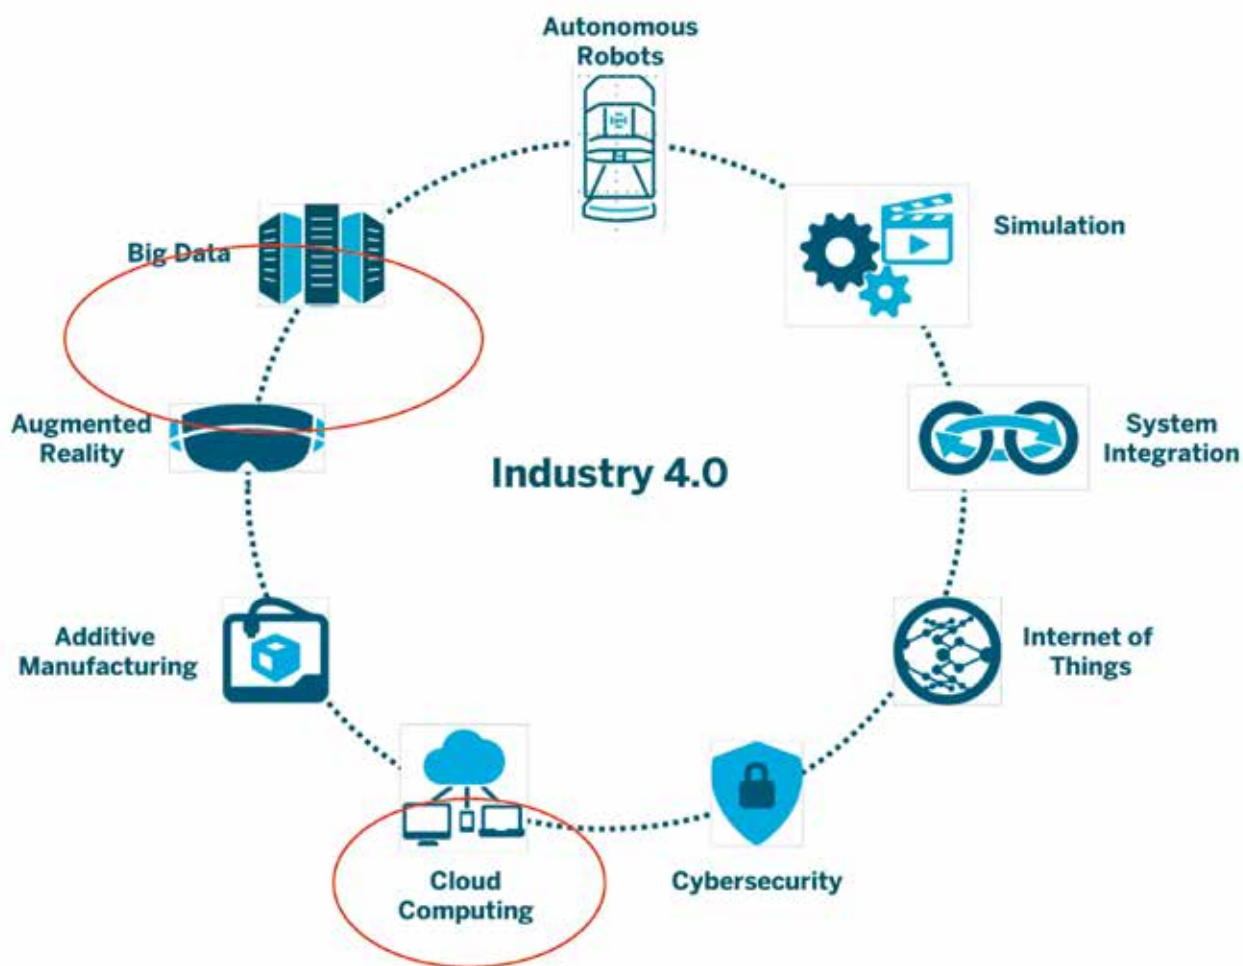 Autonomous
Robots
Big Data
Simulation
Augmented
Reality
System
Integration
Industry 4.0
Additive
Manufacturing
Internet of
Things
Cloud
Computing
Cybersecurity